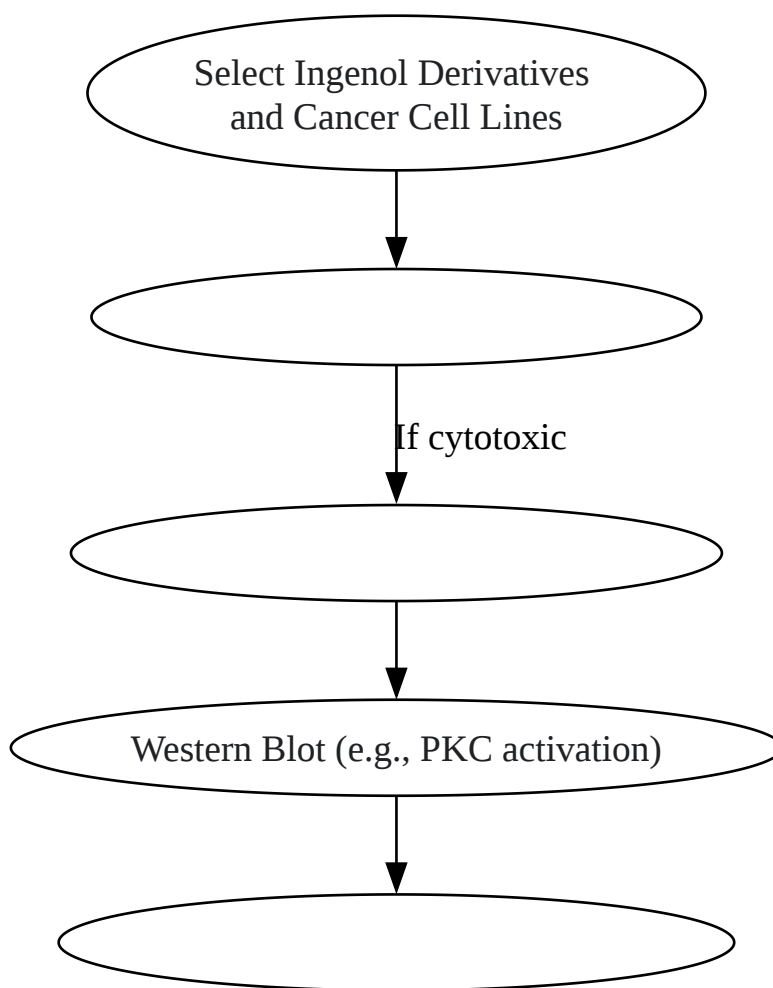 Select Ingenol Derivatives
and Cancer Cell Lines
If cytotoxic
Western Blot (e.g., PKC activation)